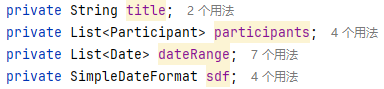 private String title; 2 个用法
private List<Participant> participants; 4 个用法
private List<Date> dateRange; 7 个用法
private SimpleDateFormat sdf; 4 个用法